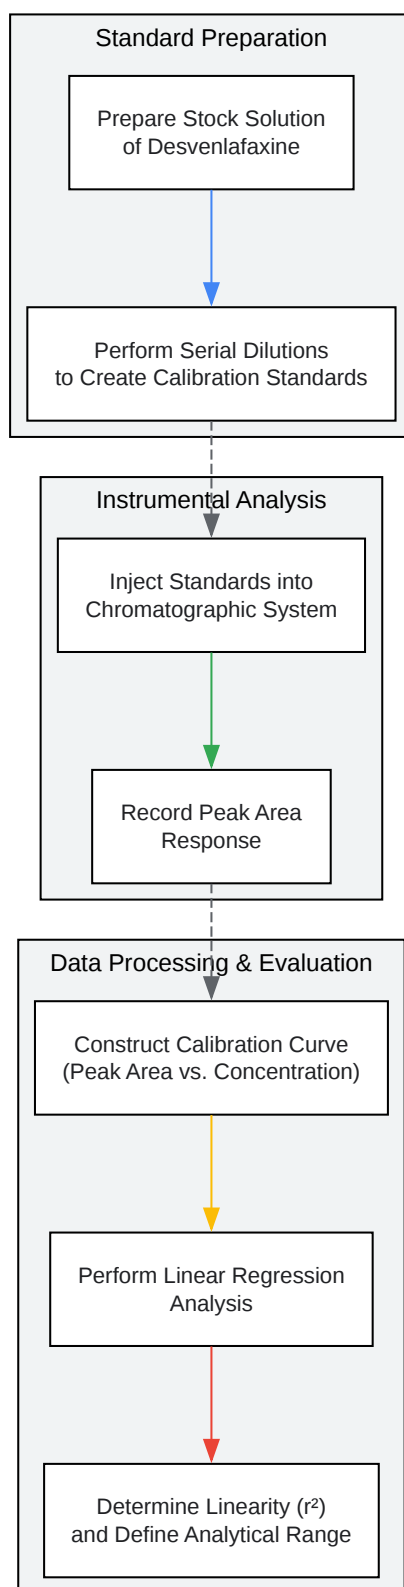 Standard Preparation
Prepare Stock Solution
of Desvenlafaxine
Perform Serial Dilutions
to Create Calibration Standards
Instrumental Analysis
Inject Standards into
Chromatographic System
Record Peak Area
Response
Data Processing & Evaluation
Construct Calibration Curve
(Peak Area vs. Concentration)
Perform Linear Regression
Analysis
Determine Linearity (r²)
and Define Analytical Range